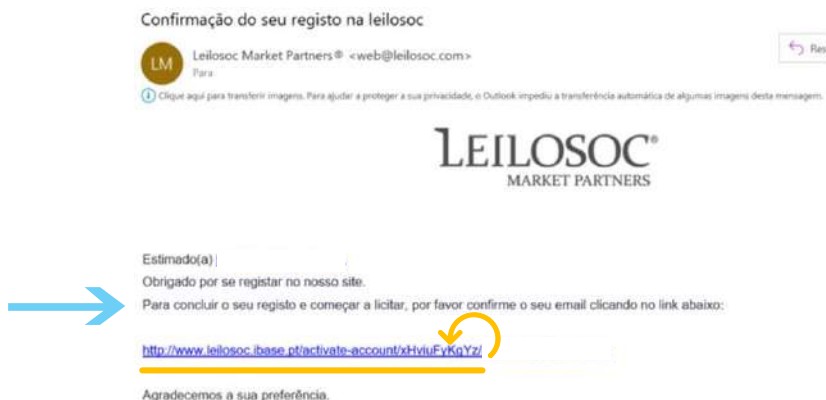 Confirmação do seu registo na leilosoc
LM
Leilosoc Market Partners® <web@leilosoc.com>
Res
Para
Clique aqui para transferir imagens. Para ajudar a proteger a sua privacidade, o Outlook impediu a transferência automática de algumas imagens desta mensagem.
LEILOSOC®
MARKET PARTNERS
Estimado(a)
Obrigado por se registar no nosso site.
Para concluir o seu registo e começar a licitar, por favor confirme o seu email clicando no link abaixo:
http://www.leilosoc.ibase.pt/activate-account/xHviuFyKgYz/
Agradecemos a sua preferência.